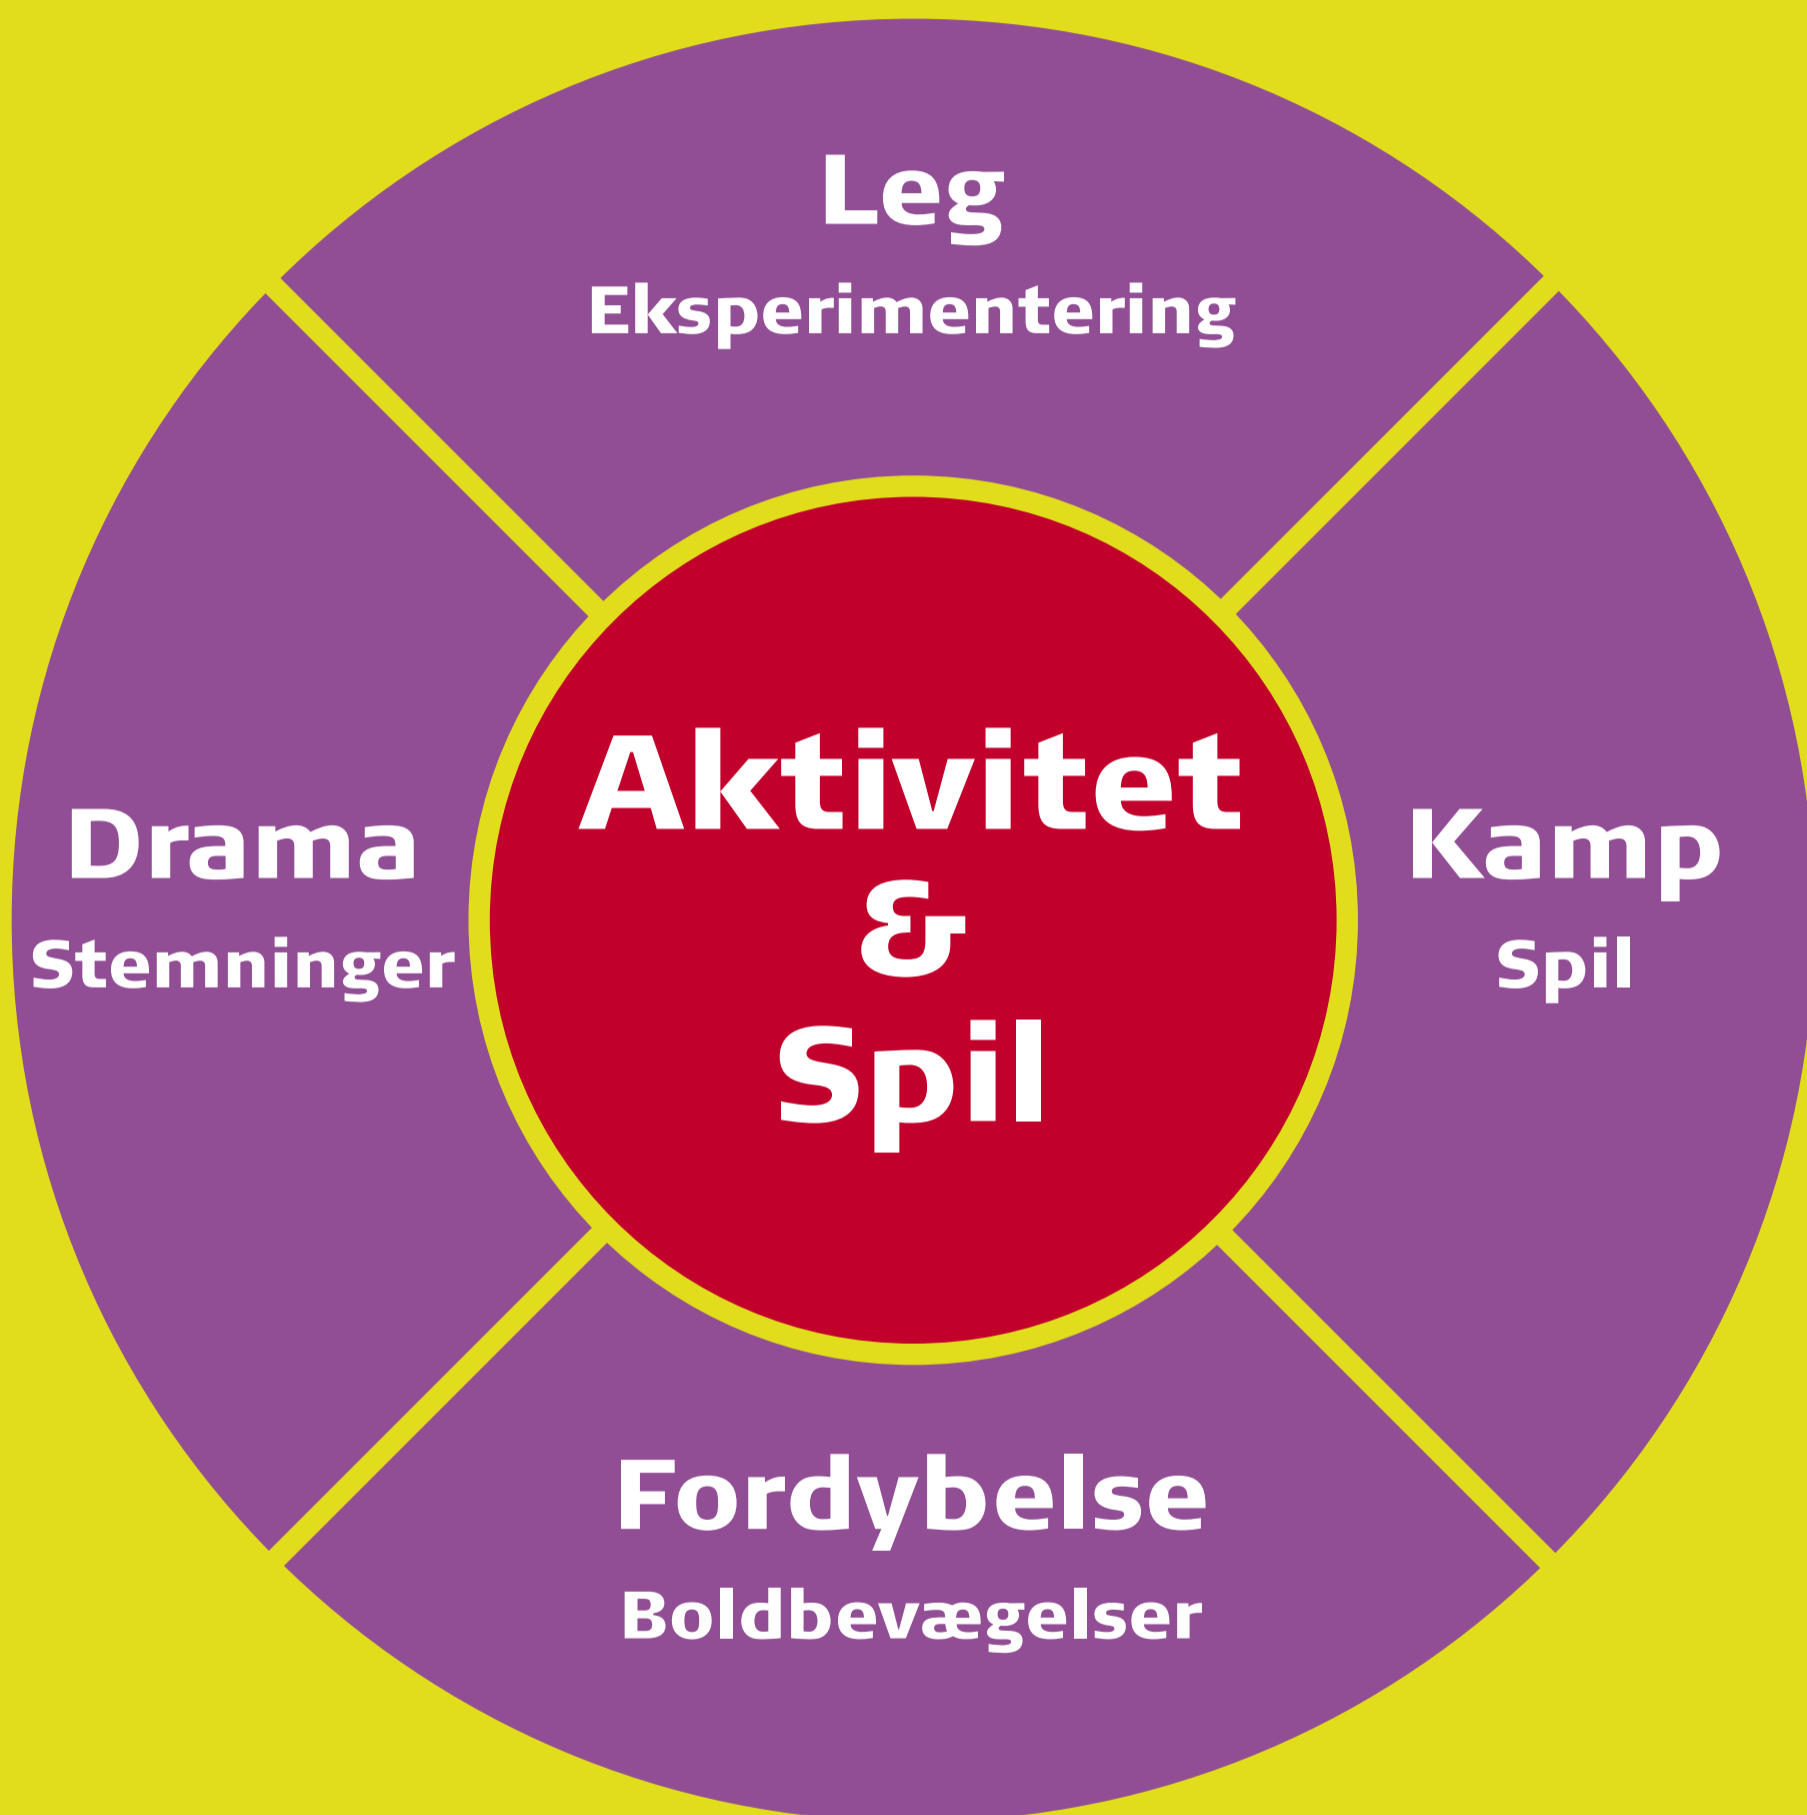 Leg
Eksperimentering
Drama
Stemninger
Aktivitet
&
Spil
Kamp
Spil
Fordybelse
Boldbevægelser